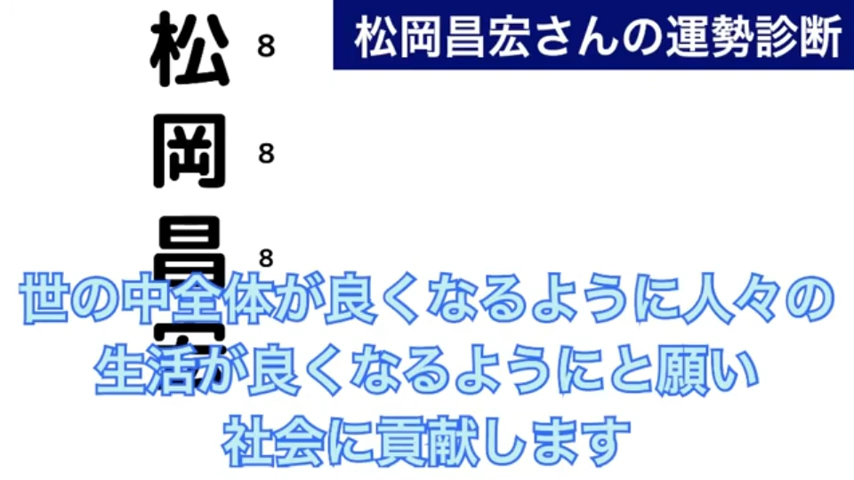 松岡昌宏さんの運勢診断
松 8
岡 8
昌 8
宏
世の中全体が良くなるように人々の
生活が良くなるようにと願い
社会に貢献します